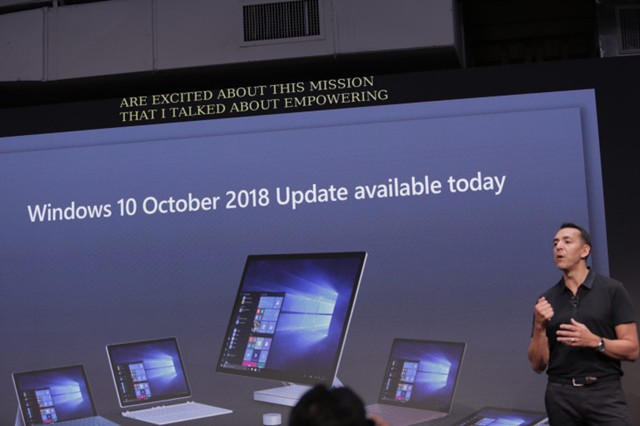 ARE EXCITED ABOUT THIS MISSION
THAT I TALKED ABOUT EMPOWERING
Windows 10 October 2018 Update available today